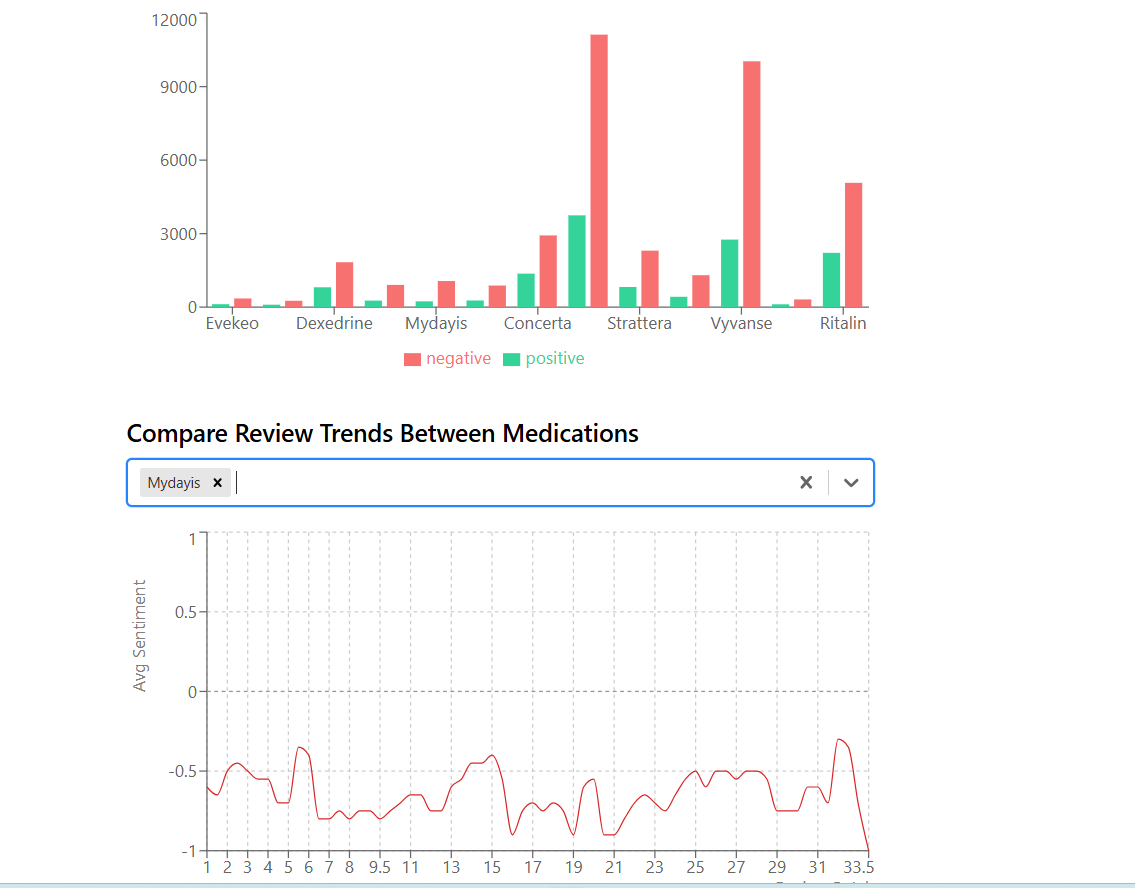 12000
9000
6000
3000
0
Evekeo Dexedrine Mydayis Concerta Strattera Vyvanse Ritalin
negative positive
Compare Review Trends Between Medications
Mydayis
Avg Sentiment
1
0.5
0
-0.5
-1
1 2 3 4 5 6 7 8 9.5 11 13 15 17 19 21 23 25 27 29 31 33.5